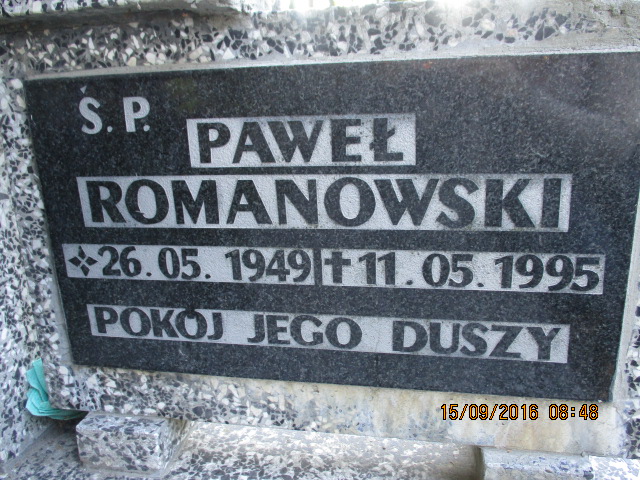 Ś. P.
PAWEŁ
ROMANOWSKI
26.05.1949 11.05.1995
POKÓJ JEGO DUSZY
15/09/2016 08:48